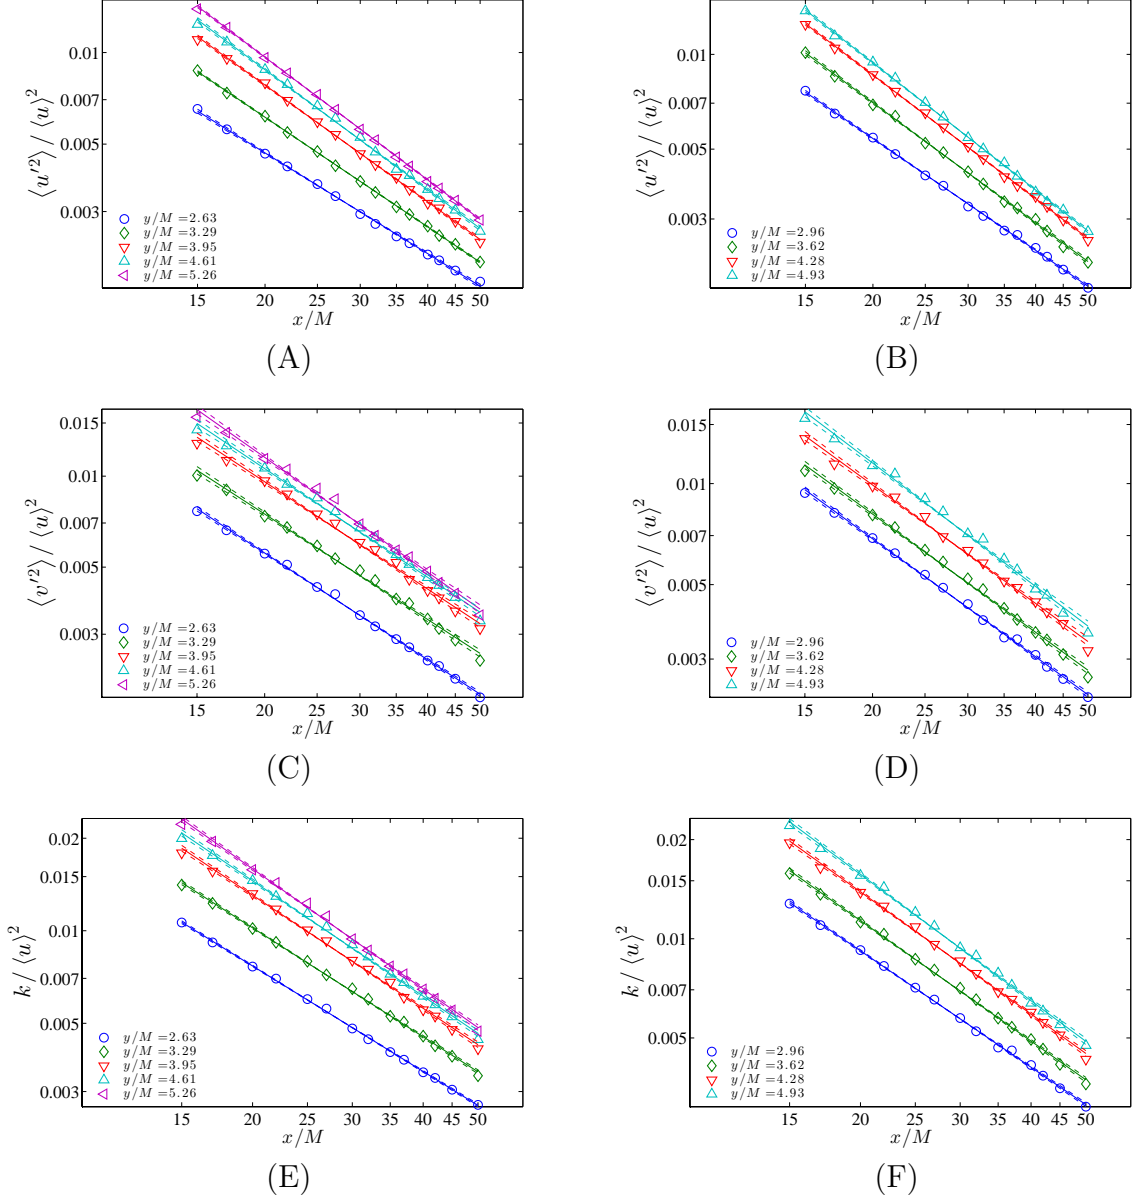 0.01
0.007
0.005
0.003
⟨u′²⟩ / ⟨u⟩²
y/M =2.63
y/M =3.29
y/M =3.95
y/M =4.61
y/M =5.26
15 20 25 30 35 40 45 50
x/M
(A)
0.01
0.007
0.005
0.003
⟨u′²⟩ / ⟨u⟩²
y/M =2.96
y/M =3.62
y/M =4.28
y/M =4.93
15 20 25 30 35 40 45 50
x/M
(B)
0.015
0.01
0.007
0.005
0.003
⟨v′²⟩ / ⟨u⟩²
y/M =2.63
y/M =3.29
y/M =3.95
y/M =4.61
y/M =5.26
15 20 25 30 35 40 45 50
x/M
(C)
0.015
0.01
0.007
0.005
0.003
⟨v′²⟩ / ⟨u⟩²
y/M =2.96
y/M =3.62
y/M =4.28
y/M =4.93
15 20 25 30 35 40 45 50
x/M
(D)
0.02
0.015
0.01
0.007
0.005
0.003
k / ⟨u⟩²
y/M =2.63
y/M =3.29
y/M =3.95
y/M =4.61
y/M =5.26
15 20 25 30 35 40 45 50
x/M
(E)
0.02
0.015
0.01
0.007
0.005
k / ⟨u⟩²
y/M =2.96
y/M =3.62
y/M =4.28
y/M =4.93
15 20 25 30 35 40 45 50
x/M
(F)